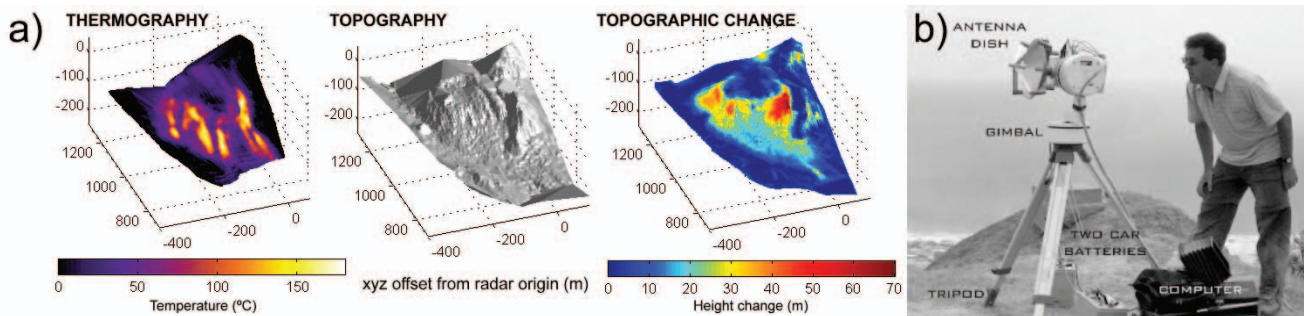 a)
THERMOGRAPHY
0
-100
-200
1200
1000
800
-400
-200
0
0
50
100
150
Temperature (ºC)
TOPOGRAPHY
0
-100
-200
1200
1000
800
-400
-200
0
xyz offset from radar origin (m)
TOPOGRAPHIC CHANGE
0
-100
-200
1200
1000
800
-400
-200
0
0
10
20
30
40
50
60
70
Height change (m)
b)
ANTENNA
DISH
GIMBAL
TWO CAR
BATTERIES
TRIPOD
COMPUTER